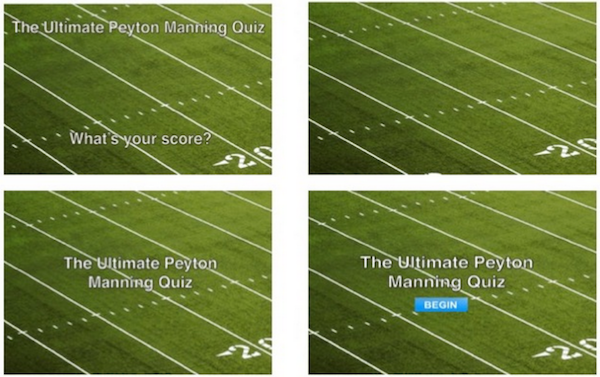 The Ultimate Peyton Manning Quiz
What's your score?
20
The Ultimate Peyton
Manning Quiz
20
The Ultimate Peyton
Manning Quiz
BEGIN
20
20